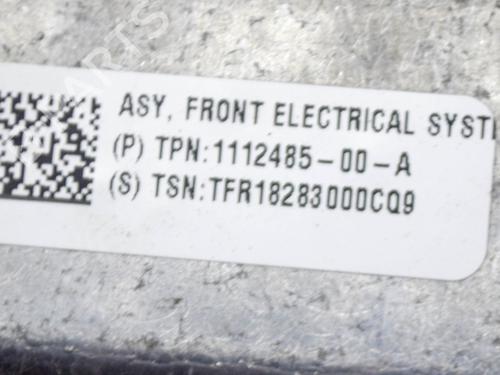 ASY, FRONT ELECTRICAL SYST
(P) TPN:1112485-00-A
(S) TSN:TFR18283000CQ9